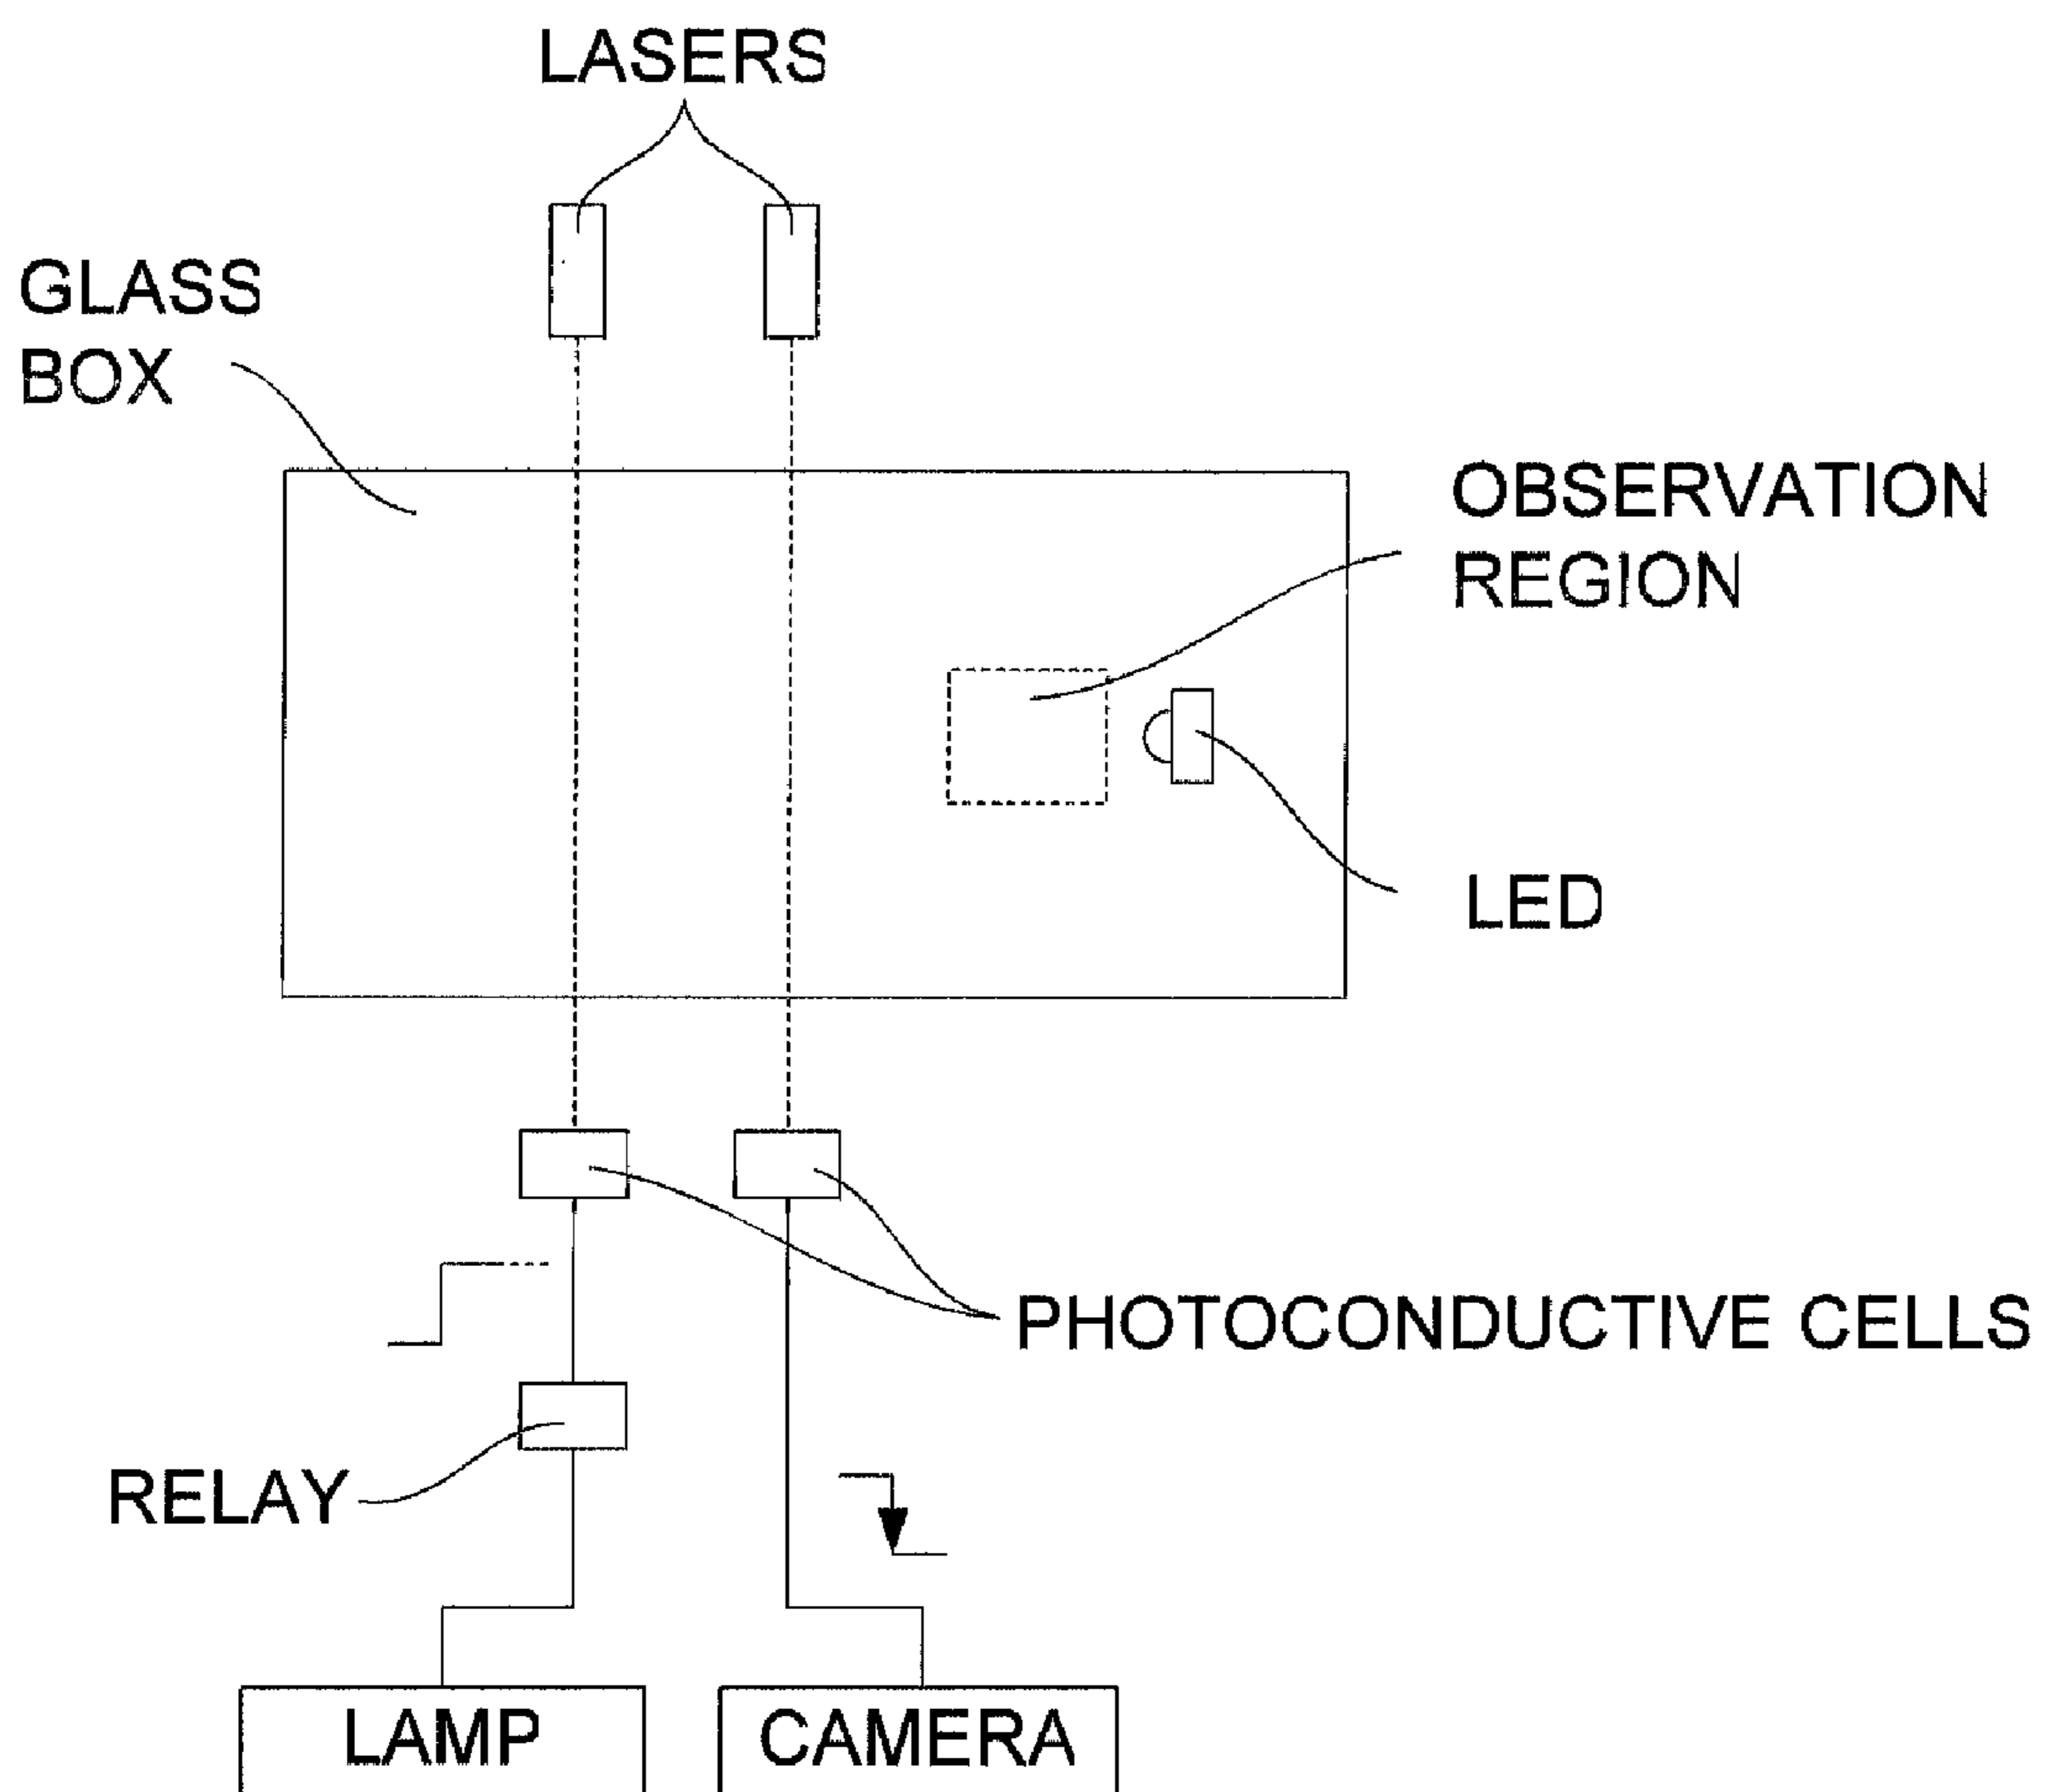 LASERS
GLASS
BOX
OBSERVATION
REGION
LED
PHOTOCONDUCTIVE CELLS
RELAY
LAMP
CAMERA